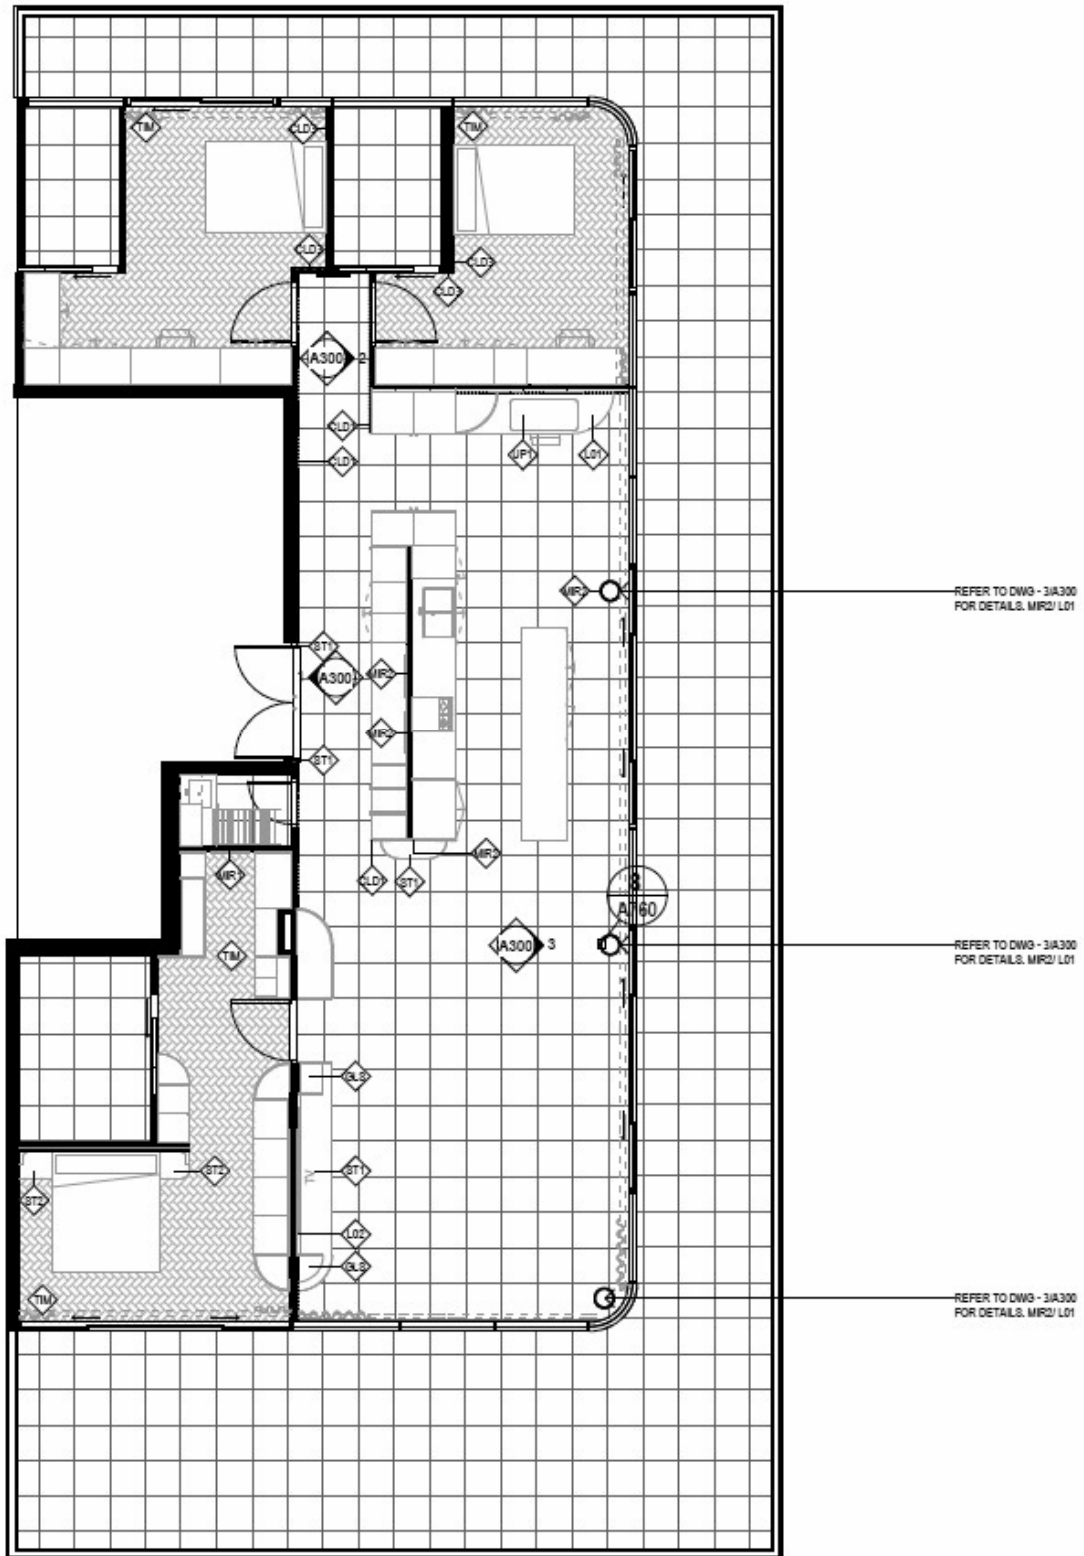 TIM
CLD3
TIM
CLD3
CLD3
CLD3
A300 2
CLD1
CLD1
UP1
L01
MIR2
REFER TO DWG - 3/A300
FOR DETAILS. MIR2/ L01
ST1
A300
1
MIR2
MIR2
ST1
MIR2
CLD1
ST1
MIR1
A760
TIM
A300 3
REFER TO DWG - 3/A300
FOR DETAILS. MIR2/ L01
GLS
TV
ST1
ST2
ST2
L02
GLS
TIM
REFER TO DWG - 3/A300
FOR DETAILS. MIR2/ L01